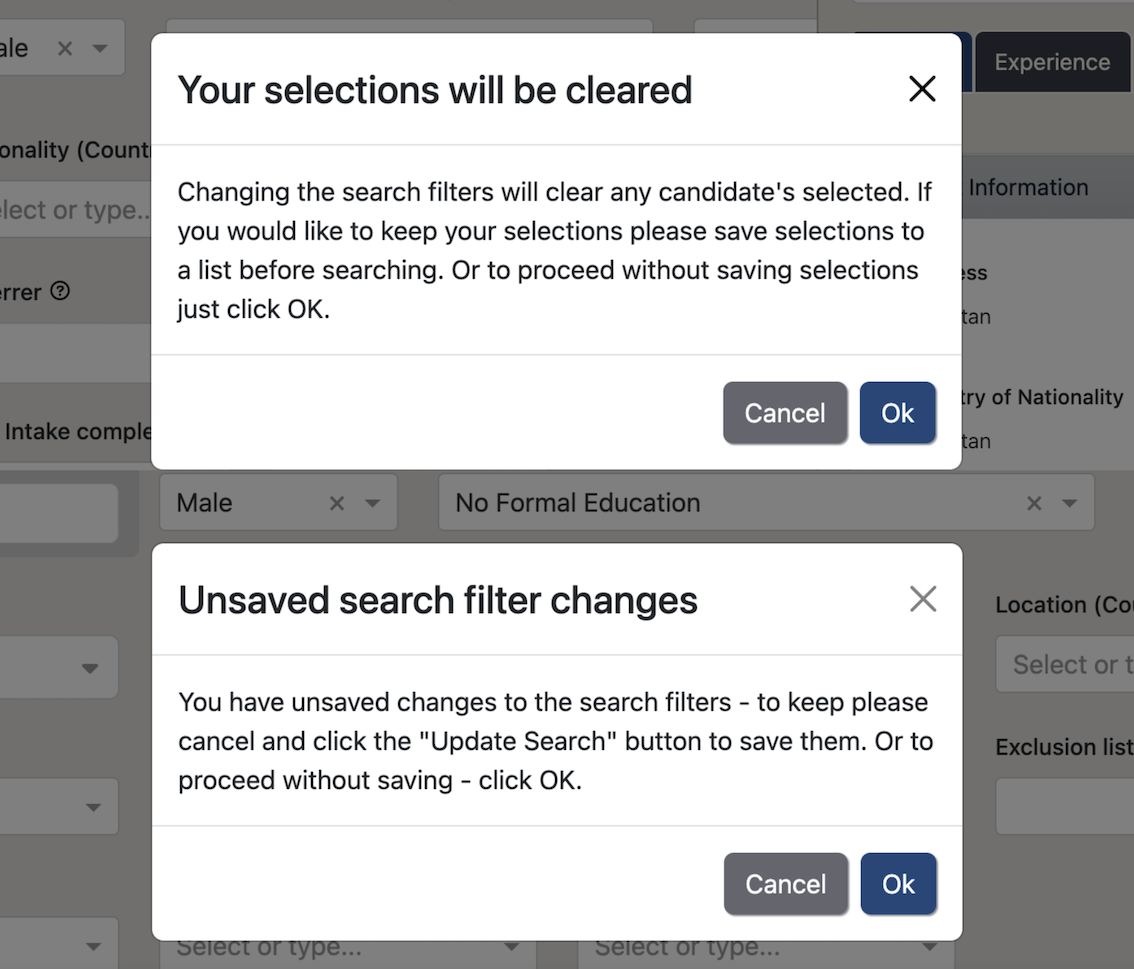 ale
Experience
Your selections will be cleared
onality (Count
elect or type..
Information
Changing the search filters will clear any candidate's selected. If
you would like to keep your selections please save selections to
a list before searching. Or to proceed without saving selections
just click OK.
ess
tan
errer
Cancel Ok
try of Nationality
Intake comple
tan
Male
No Formal Education
Unsaved search filter changes
Location (Cou
Select or t
You have unsaved changes to the search filters - to keep please
cancel and click the "Update Search" button to save them. Or to
proceed without saving - click OK.
Exclusion list
Cancel Ok
Select or type...
Select or type...